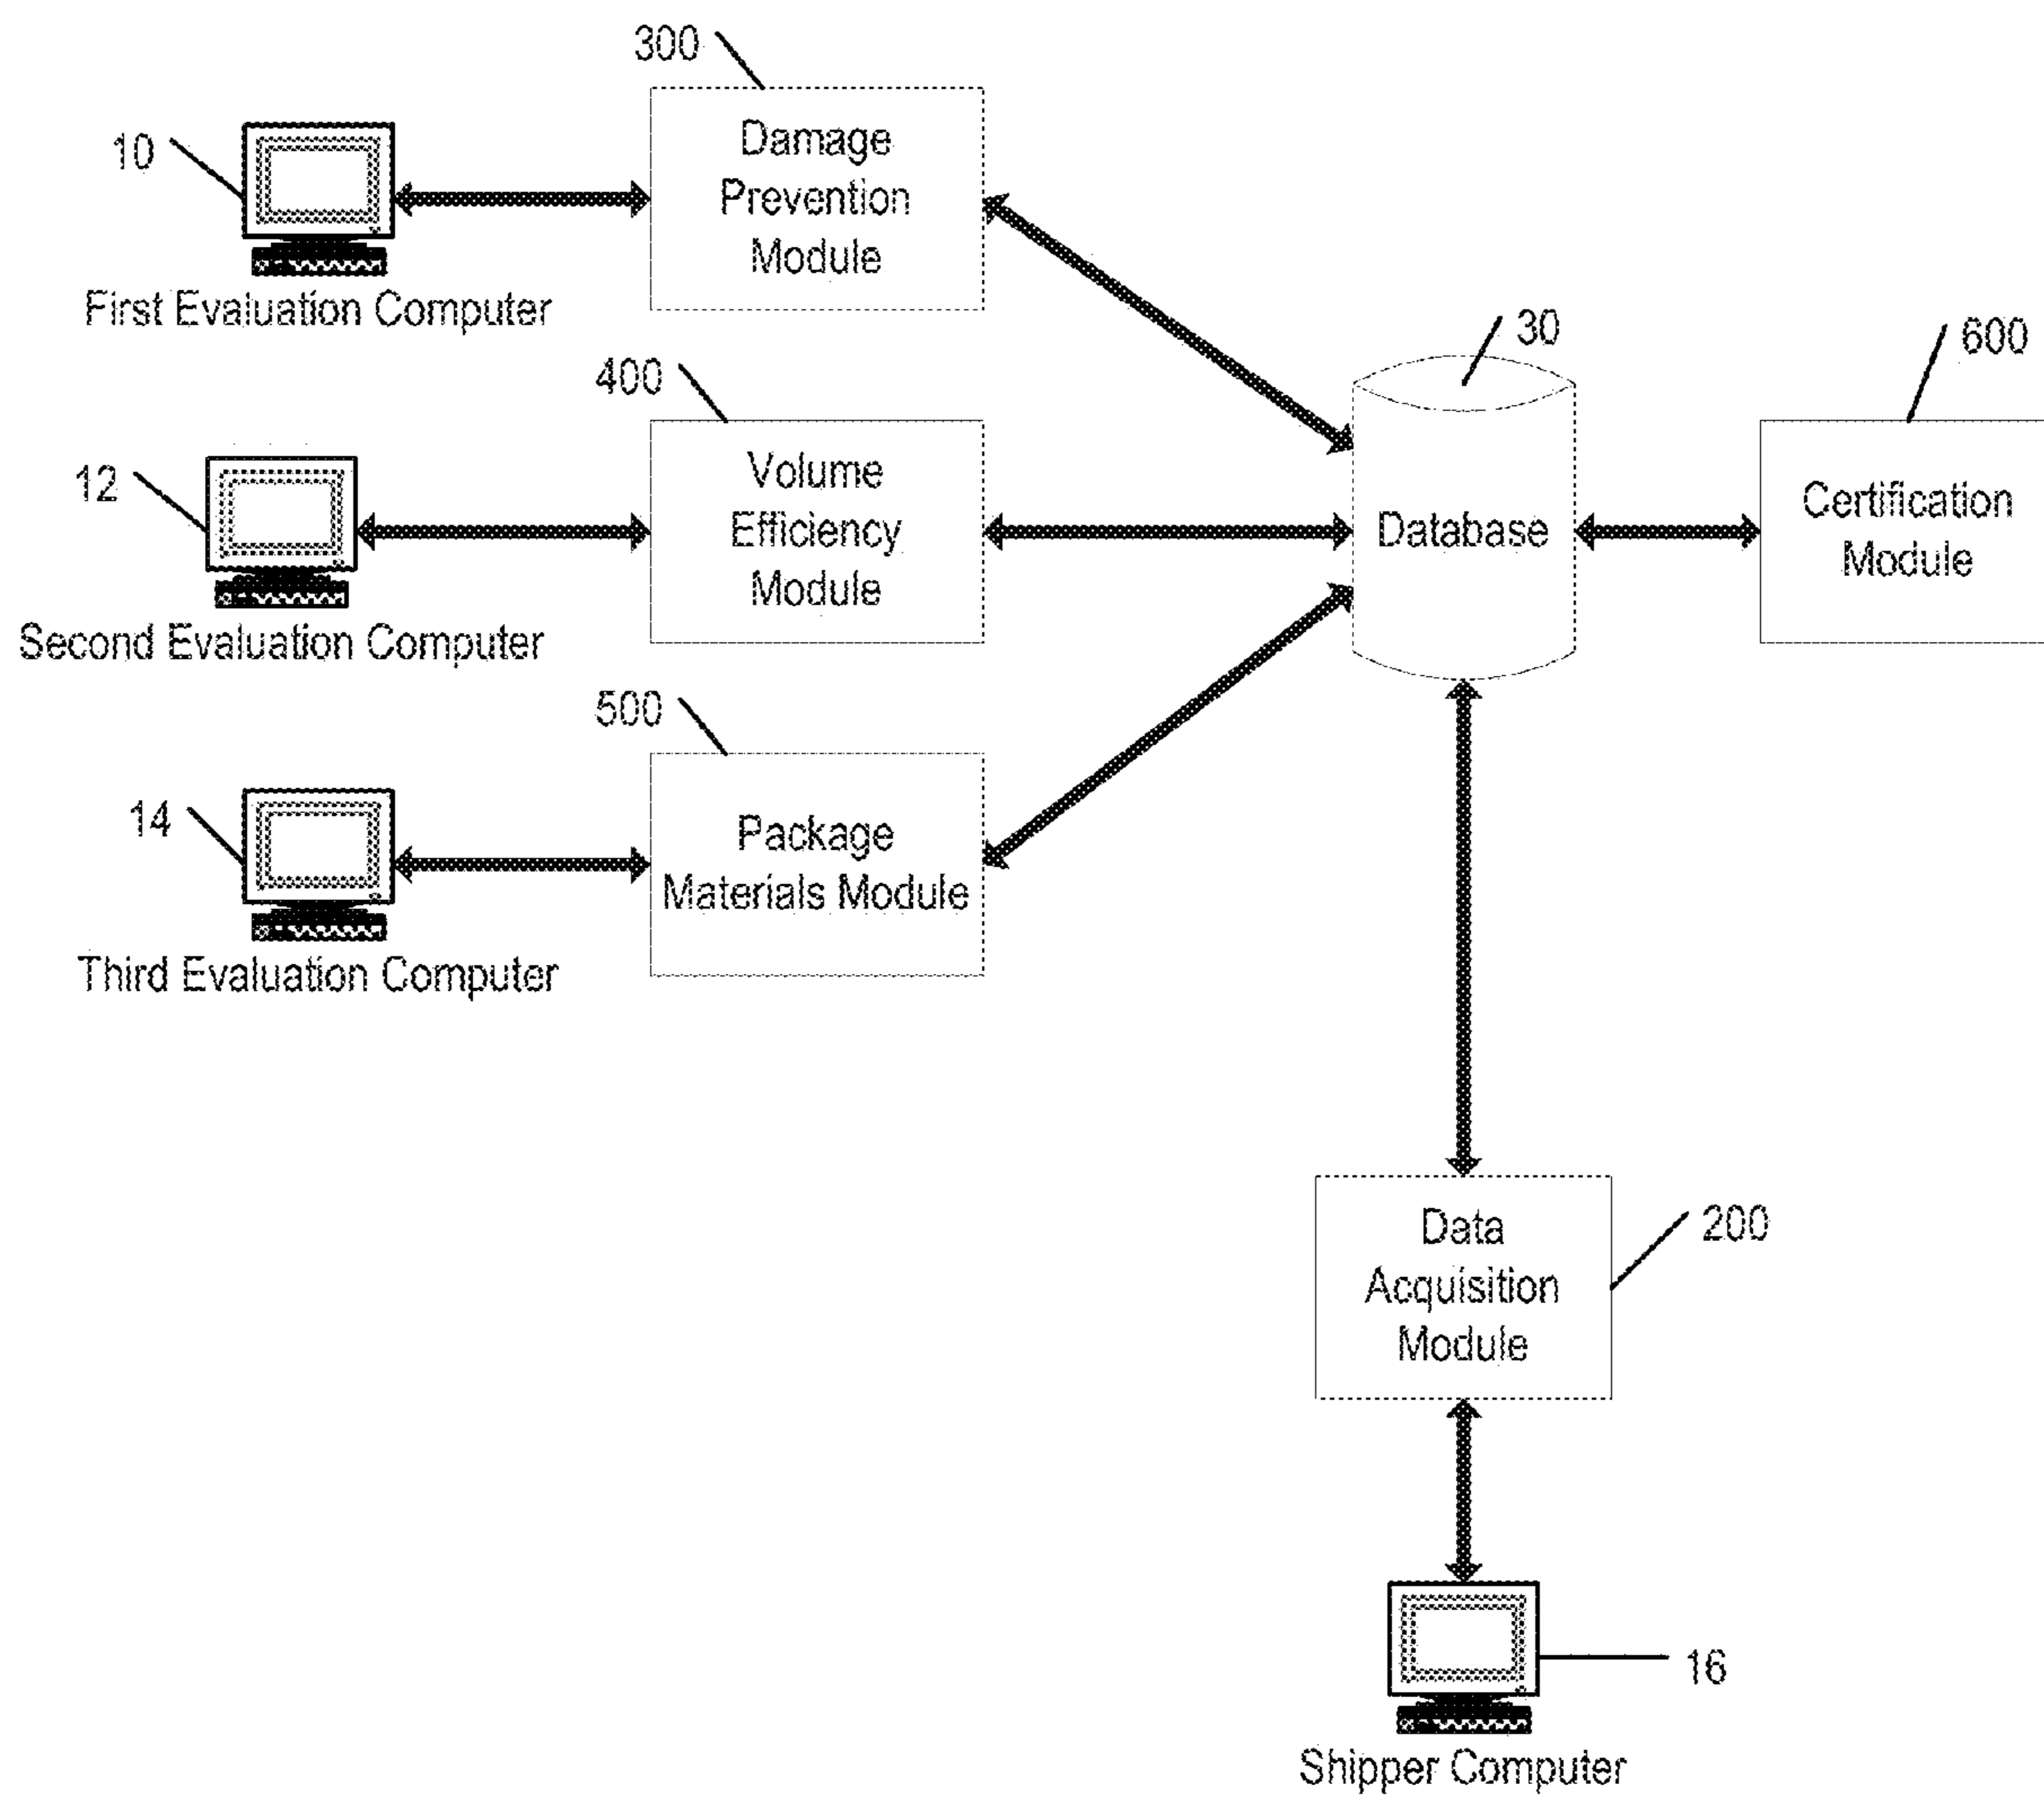 300
10
Damage
Prevention
Module
First Evaluation Computer
30
600
400
12
Volume
Efficiency
Module
Database
Certification
Module
Second Evaluation Computer
500
14
Package
Materials Module
Third Evaluation Computer
Data
Acquisition
Module
200
16
Shipper Computer